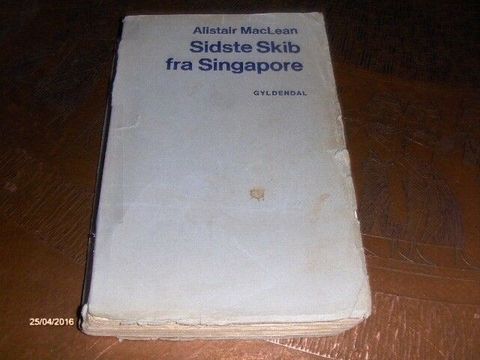 Alistair MacLean
Sidste Skib
fra Singapore
GYLDENDAL
25/04/2016